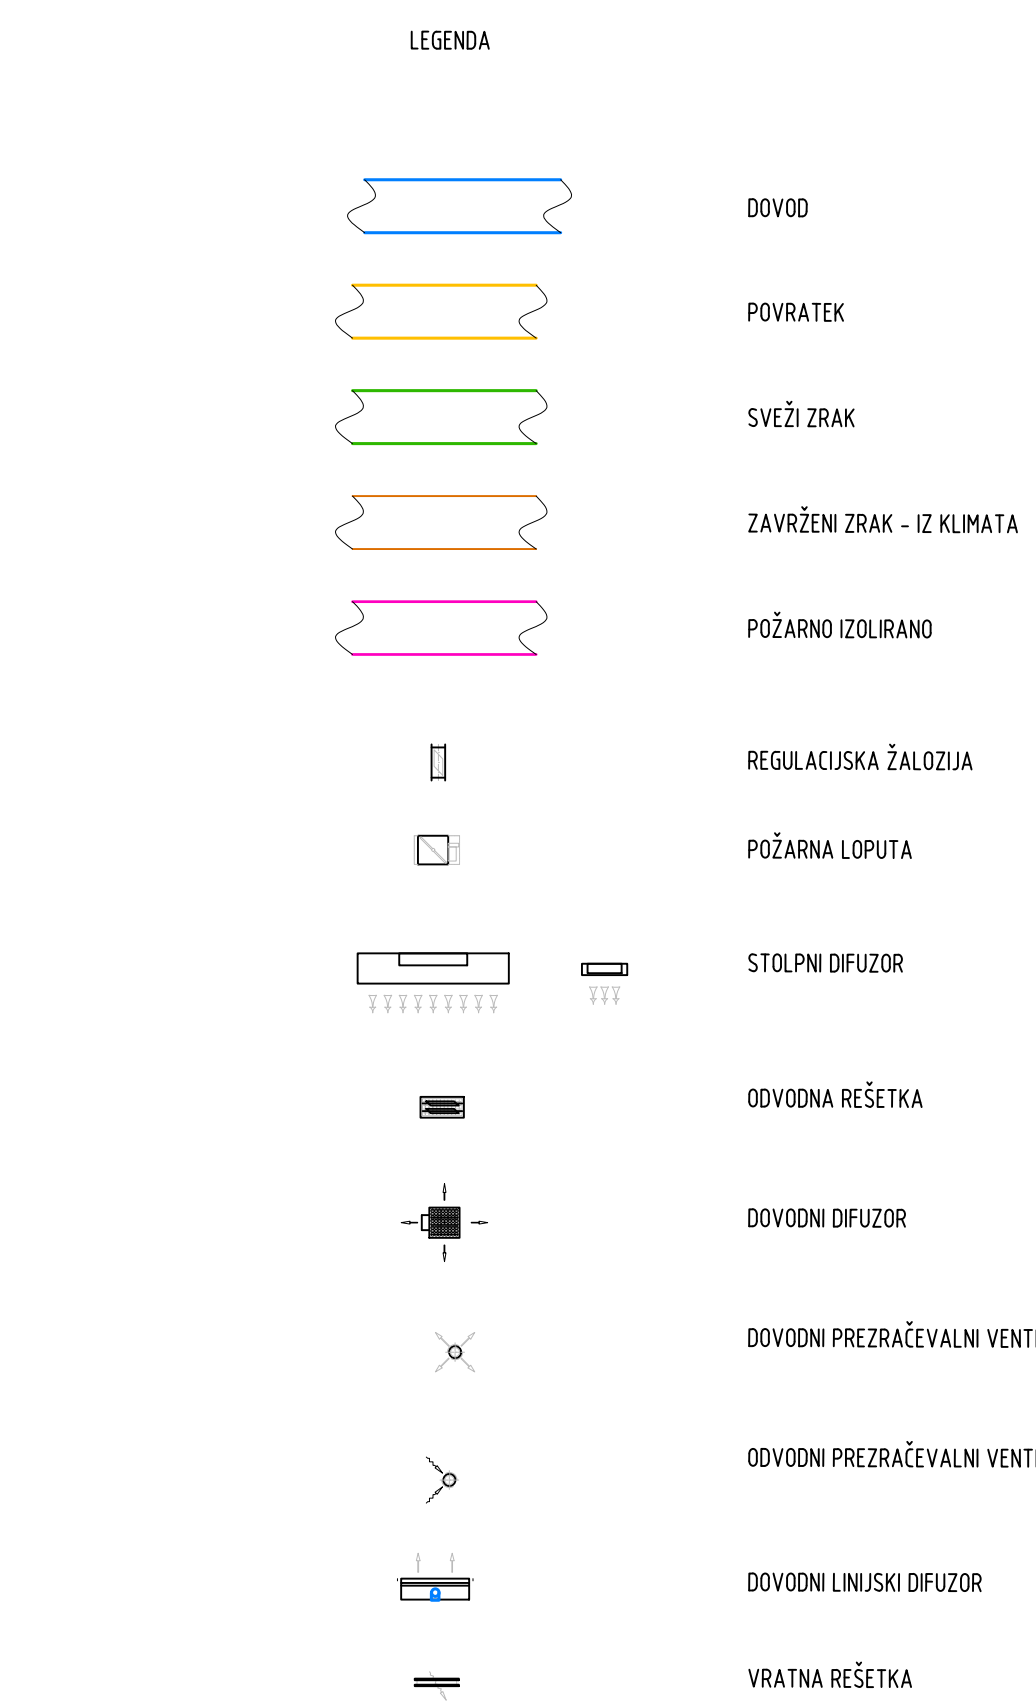 LEGENDA
DOVOD
POVRATEK
SVEŽI ZRAK
ZAVRŽENI ZRAK - IZ KLIMATA
POŽARNO IZOLIRANO
REGULACIJSKA ŽALOZIJA
POŽARNA LOPUTA
STOLPNI DIFUZOR
ODVODNA REŠETKA
DOVODNI DIFUZOR
DOVODNI PREZRAČEVALNI
ODVODNI PREZRAČEVALNI
DOVODNI LINIJSKI DIFUZOR
VRATNA REŠETKA